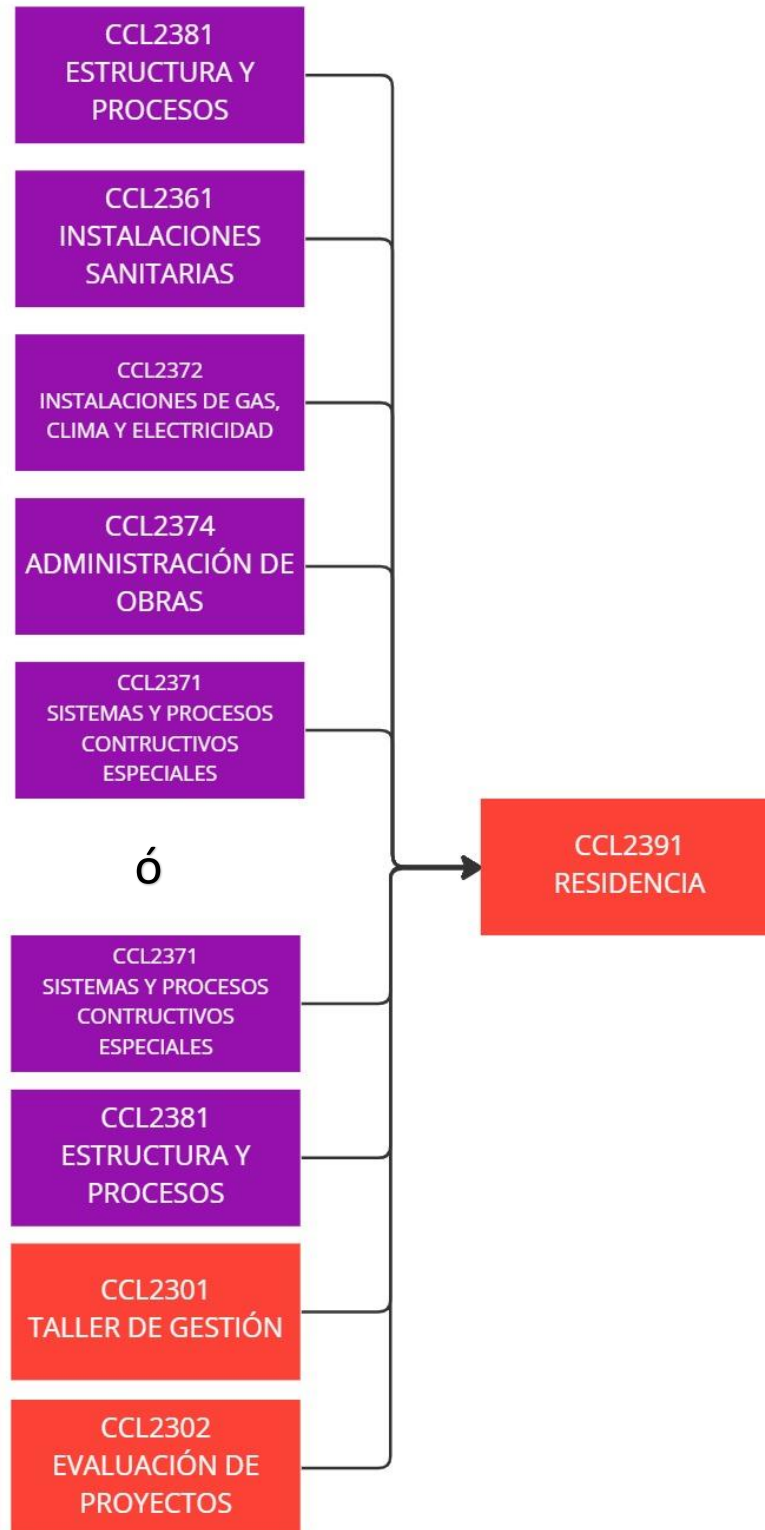 CCL2381
ESTRUCTURA Y
PROCESOS
CCL2361
INSTALACIONES
SANITARIAS
CCL2372
INSTALACIONES DE GAS,
CLIMA Y ELECTRICIDAD
CCL2374
ADMINISTRACIÓN DE
OBRAS
CCL2371
SISTEMAS Y PROCESOS
CONTRUCTIVOS
ESPECIALES
ó
CCL2391
RESIDENCIA
CCL2371
SISTEMAS Y PROCESOS
CONTRUCTIVOS
ESPECIALES
CCL2381
ESTRUCTURA Y
PROCESOS
CCL2301
TALLER DE GESTIÓN
CCL2302
EVALUACIÓN DE
PROYECTOS